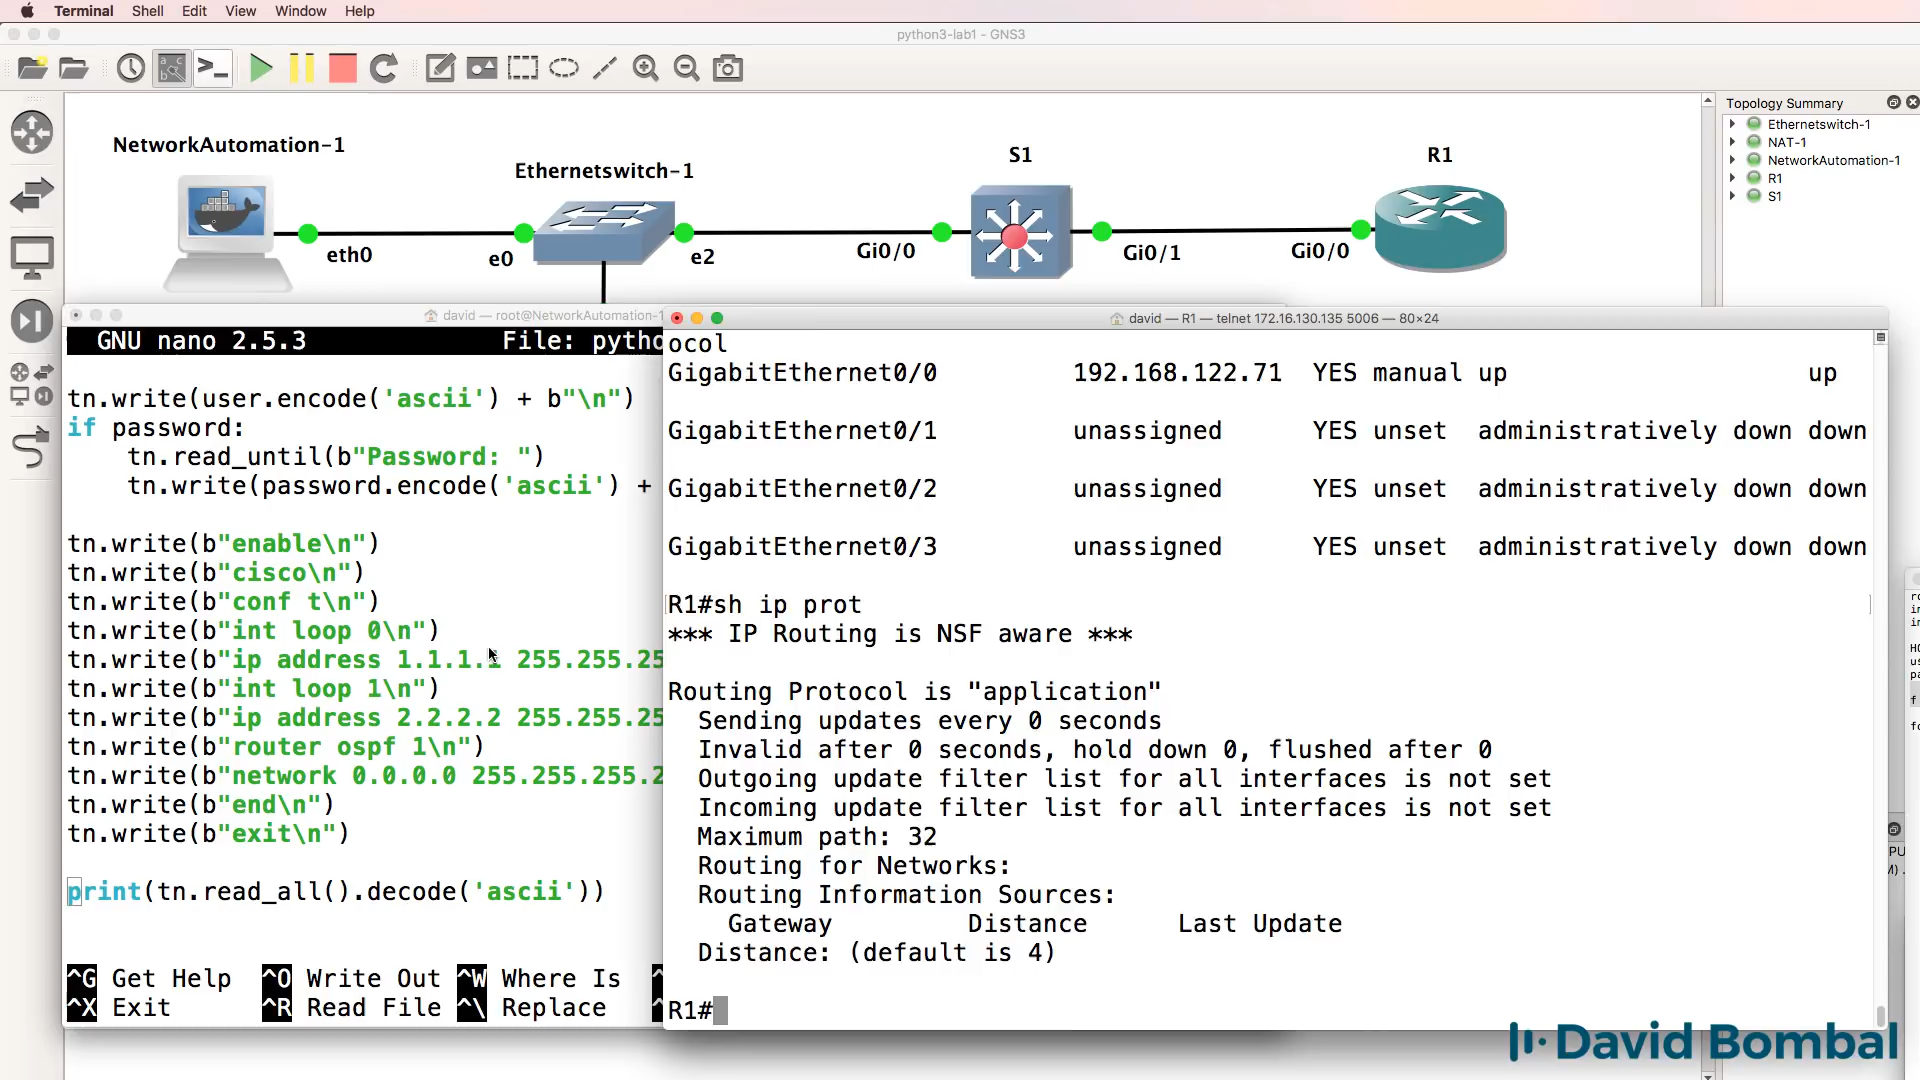 Terminal Shell Edit View Window Help
python3-lab1 - GNS3
Topology Summary
Ethernetswitch-1
NAT-1
NetworkAutomation-1
R1
S1
NetworkAutomation-1
Ethernetswitch-1
S1
R1
eth0
e0
e2
Gi0/0
Gi0/1
Gi0/0
david — root@NetworkAutomation-1
GNU nano 2.5.3 File: pytho
tn.write(user.encode('ascii') + b"\n")
if password:
tn.read_until(b"Password: ")
tn.write(password.encode('ascii') +
tn.write(b"enable\n")
tn.write(b"cisco\n")
tn.write(b"conf t\n")
tn.write(b"int loop 0\n")
tn.write(b"ip address 1.1.1.1 255.255.25
tn.write(b"int loop 1\n")
tn.write(b"ip address 2.2.2.2 255.255.25
tn.write(b"router ospf 1\n")
tn.write(b"network 0.0.0.0 255.255.255.2
tn.write(b"end\n")
tn.write(b"exit\n")
print(tn.read_all().decode('ascii'))
^G Get Help ^O Write Out ^W Where Is ^
^X Exit ^R Read File ^\ Replace ^
david — R1 — telnet 172.16.130.135 5006 — 80×24
ocol
GigabitEthernet0/0 192.168.122.71 YES manual up up
GigabitEthernet0/1 unassigned YES unset administratively down down
GigabitEthernet0/2 unassigned YES unset administratively down down
GigabitEthernet0/3 unassigned YES unset administratively down down
R1#sh ip prot
*** IP Routing is NSF aware ***
Routing Protocol is "application"
Sending updates every 0 seconds
Invalid after 0 seconds, hold down 0, flushed after 0
Outgoing update filter list for all interfaces is not set
Incoming update filter list for all interfaces is not set
Maximum path: 32
Routing for Networks:
Routing Information Sources:
Gateway Distance Last Update
Distance: (default is 4)
R1#
David Bombal